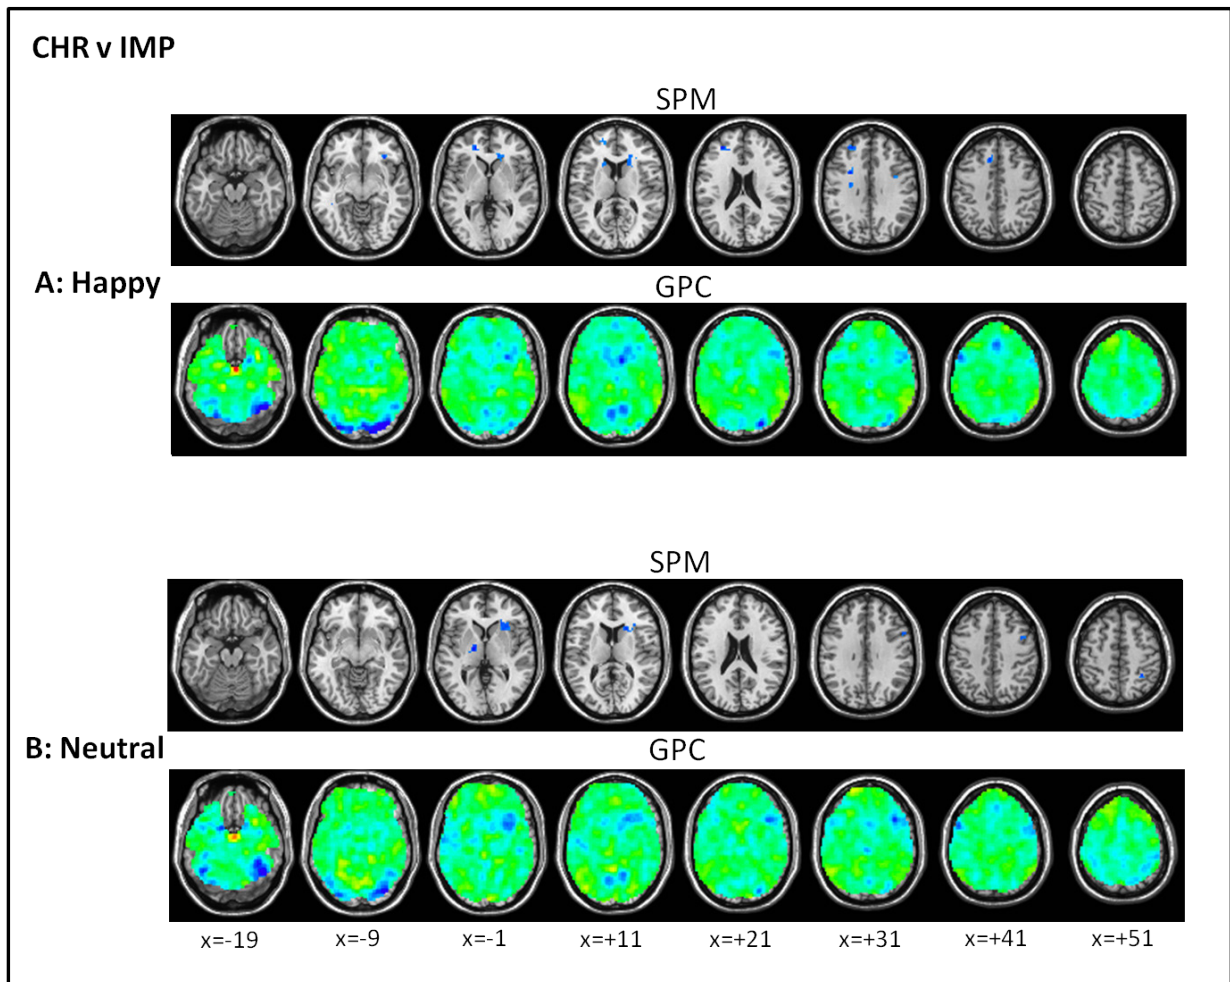 CHR v IMP
SPM
A: Happy
GPC
SPM
B: Neutral
GPC
x=-19 x=-9 x=-1 x=+11 x=+21 x=+31 x=+41 x=+51